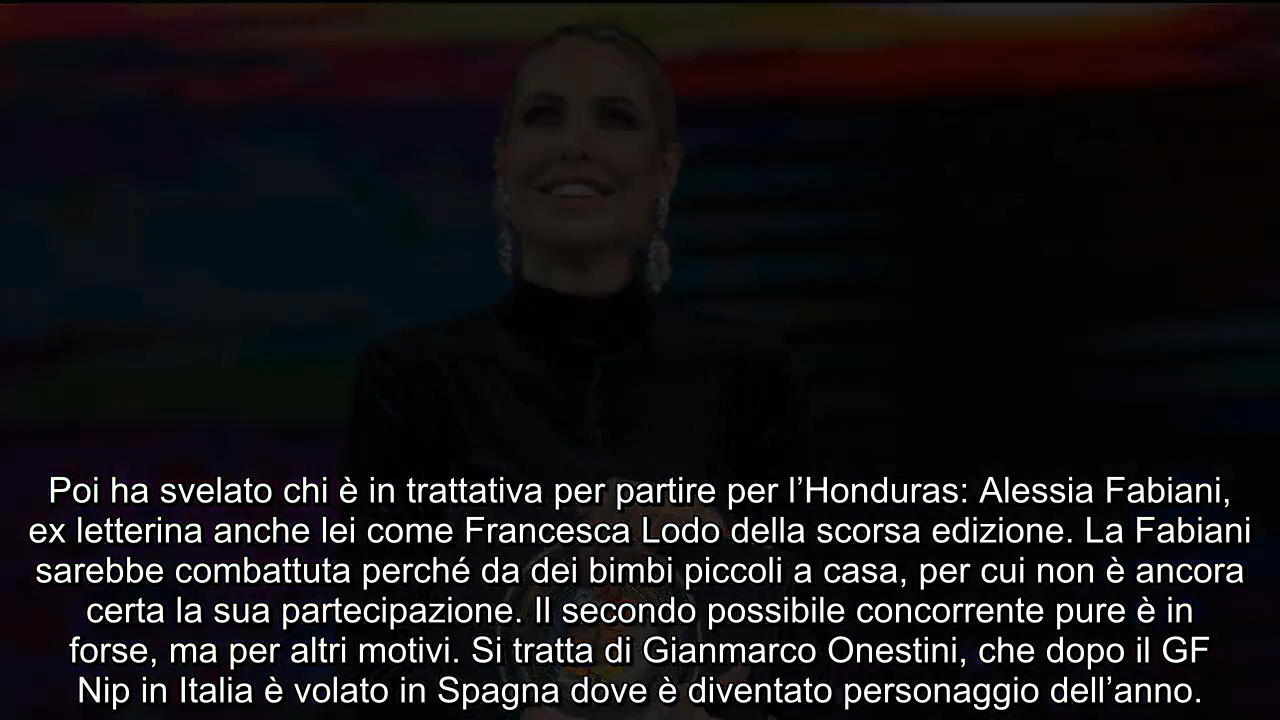 Poi ha svelato chi è in trattativa per partire per l’Honduras: Alessia Fabiani,
ex letterina anche lei come Francesca Lodo della scorsa edizione. La Fabiani
sarebbe combattuta perché da dei bimbi piccoli a casa, per cui non è ancora
certa la sua partecipazione. Il secondo possibile concorrente pure è in
forse, ma per altri motivi. Si tratta di Gianmarco Onestini, che dopo il GF
Nip in Italia è volato in Spagna dove è diventato personaggio dell’anno.